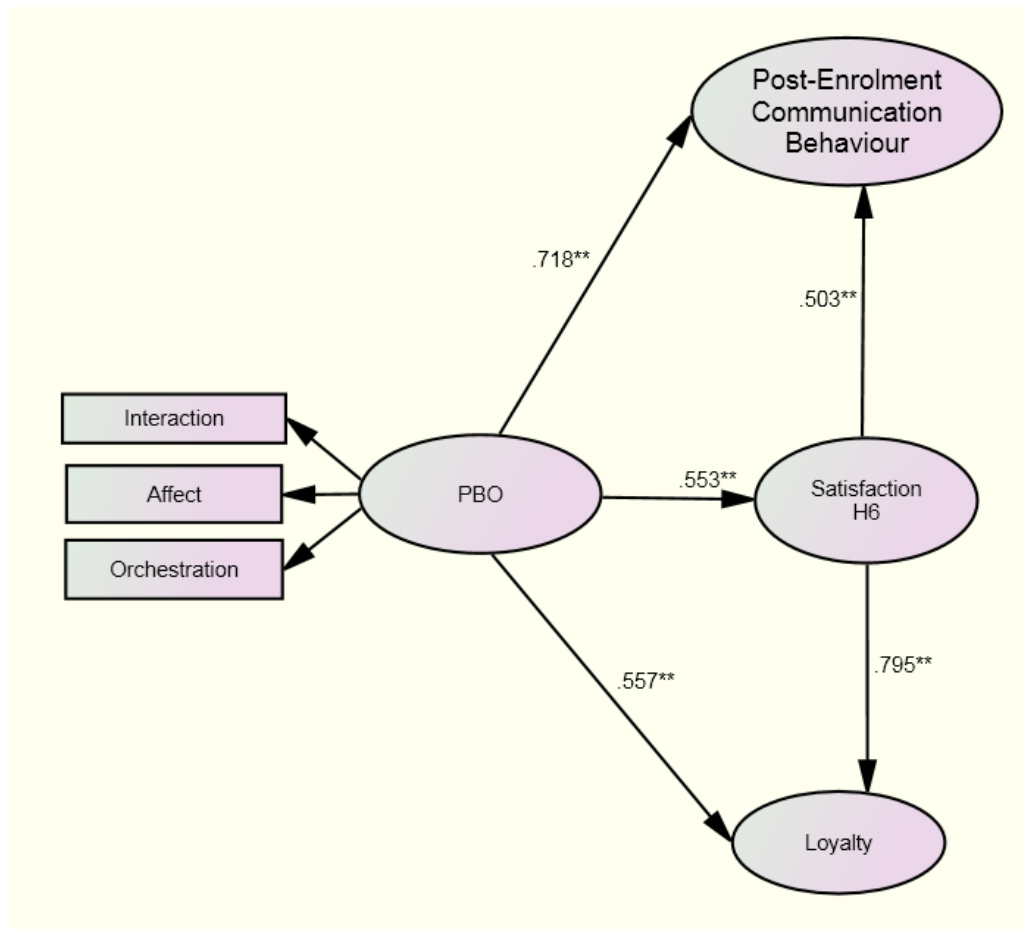 Post-Enrolment
Communication
Behaviour
.718**
.503**
Interaction
Affect
Orchestration
PBO
.553**
Satisfaction
H6
.557**
.795**
Loyalty